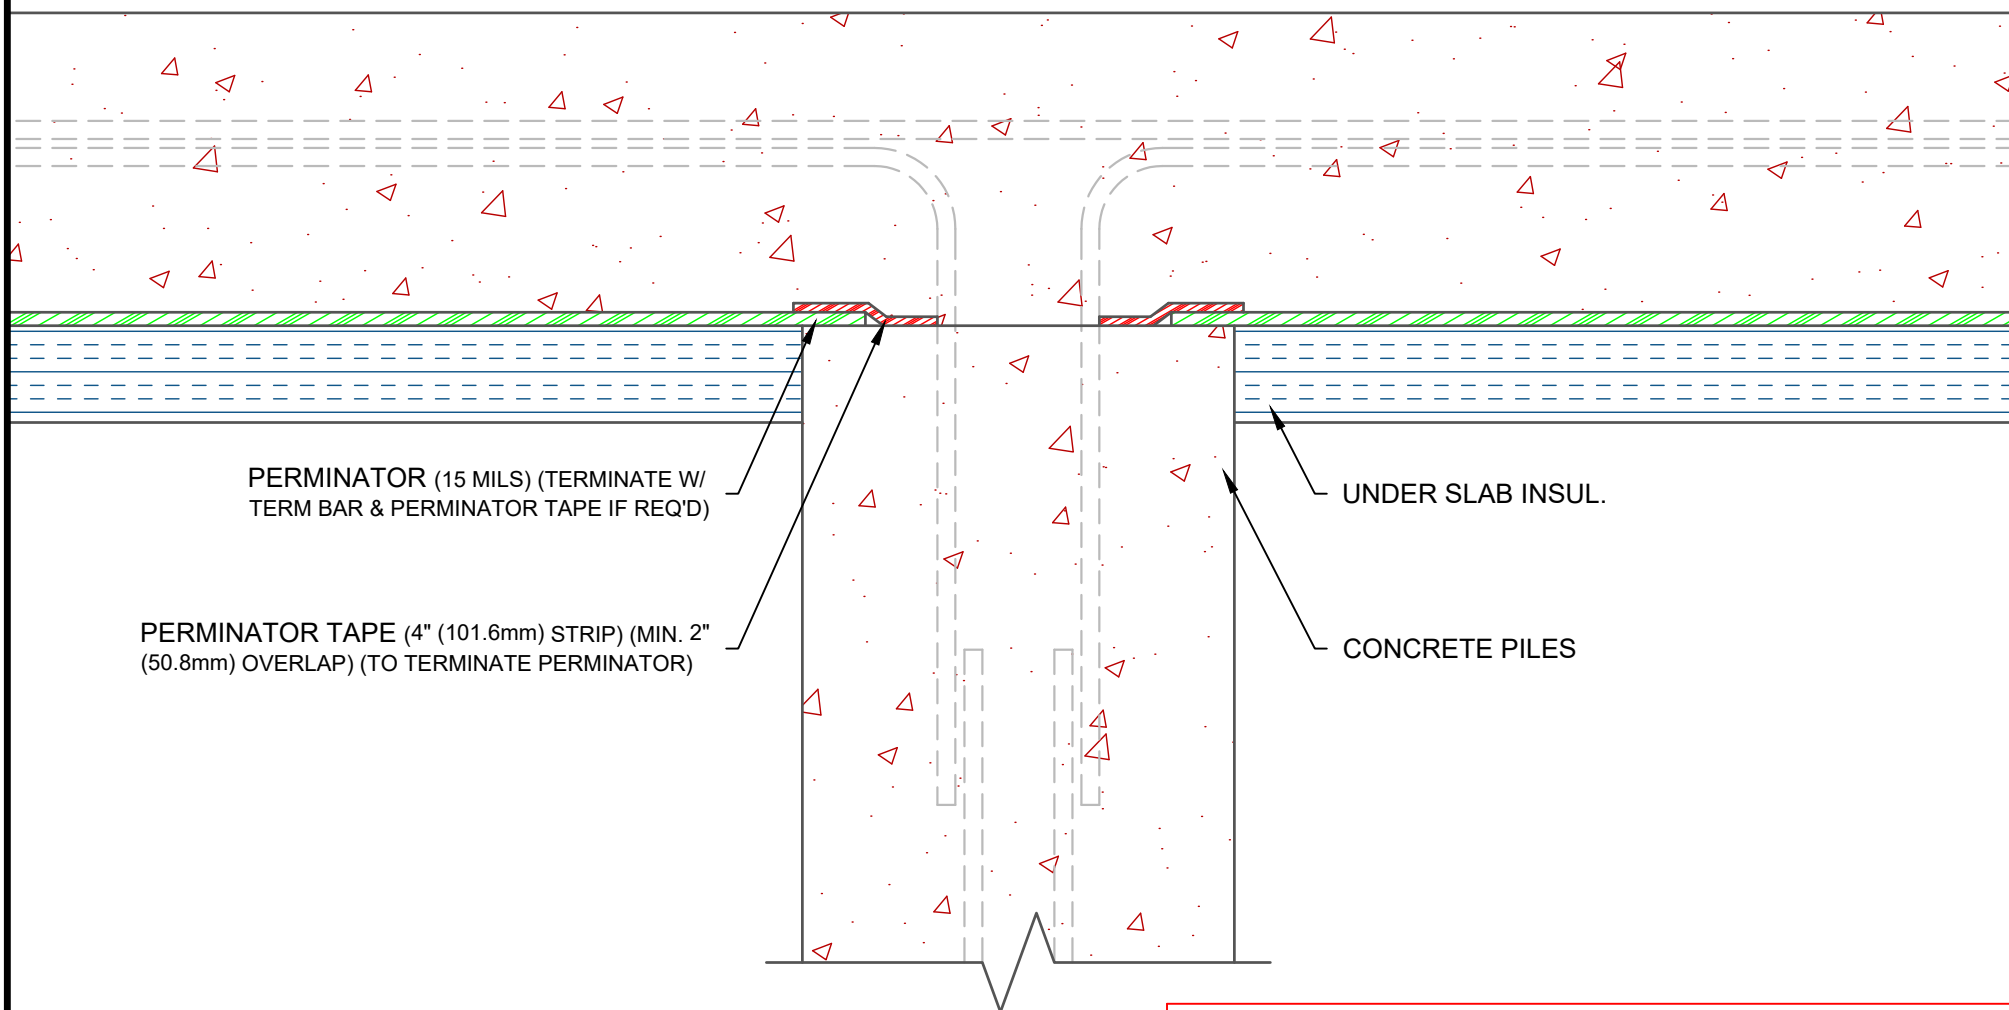 PERMINATOR (15 MILS) (TERMINATE W/
TERM BAR & PERMINATOR TAPE IF REQ'D)
PERMINATOR TAPE (4" (101.6mm) STRIP) (MIN. 2"
(50.8mm) OVERLAP) (TO TERMINATE PERMINATOR)
UNDER SLAB INSUL.
CONCRETE PILES